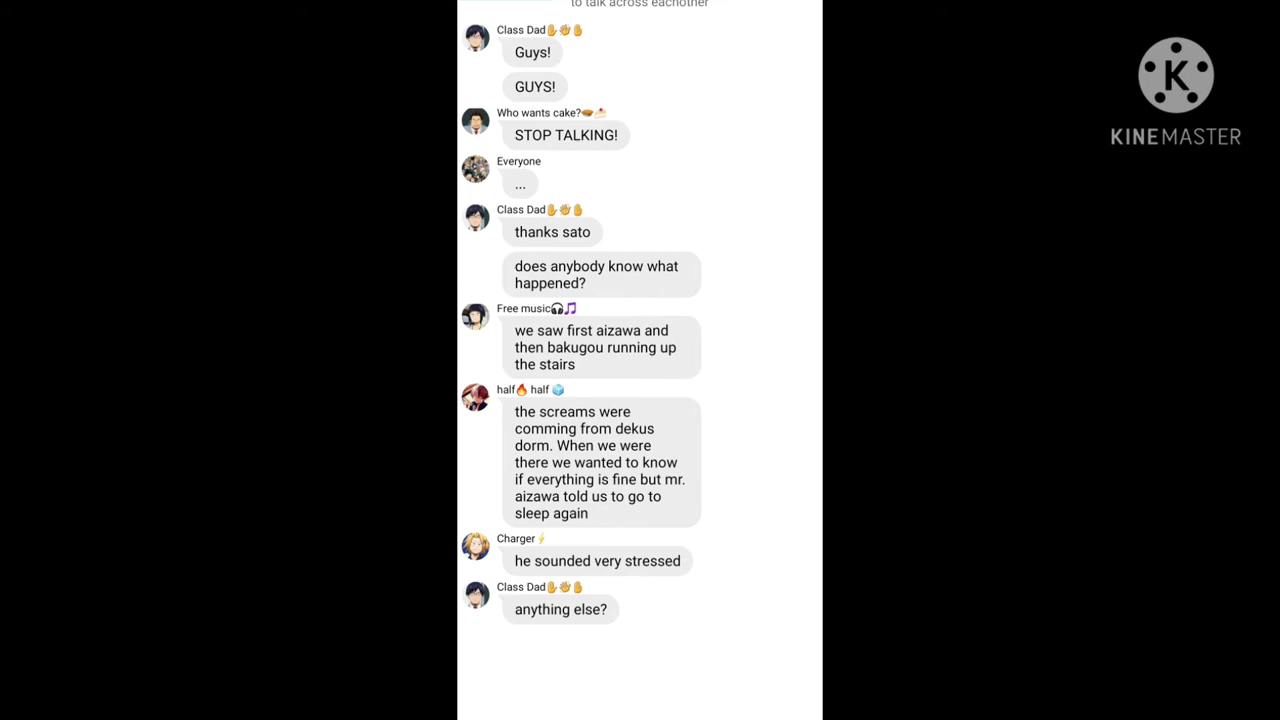 to talk across eachother
Class Dad✋👋✋
Guys!
GUYS!
Who wants cake?🥧🍰
STOP TALKING!
Everyone
...
Class Dad✋👋✋
thanks sato
does anybody know what
happened?
Free music🎧🎵
we saw first aizawa and
then bakugou running up
the stairs
half🔥 half 🧊
the screams were
comming from dekus
dorm. When we were
there we wanted to know
if everything is fine but mr.
aizawa told us to go to
sleep again
Charger⚡
he sounded very stressed
Class Dad✋👋✋
anything else?
K
KINEMASTER